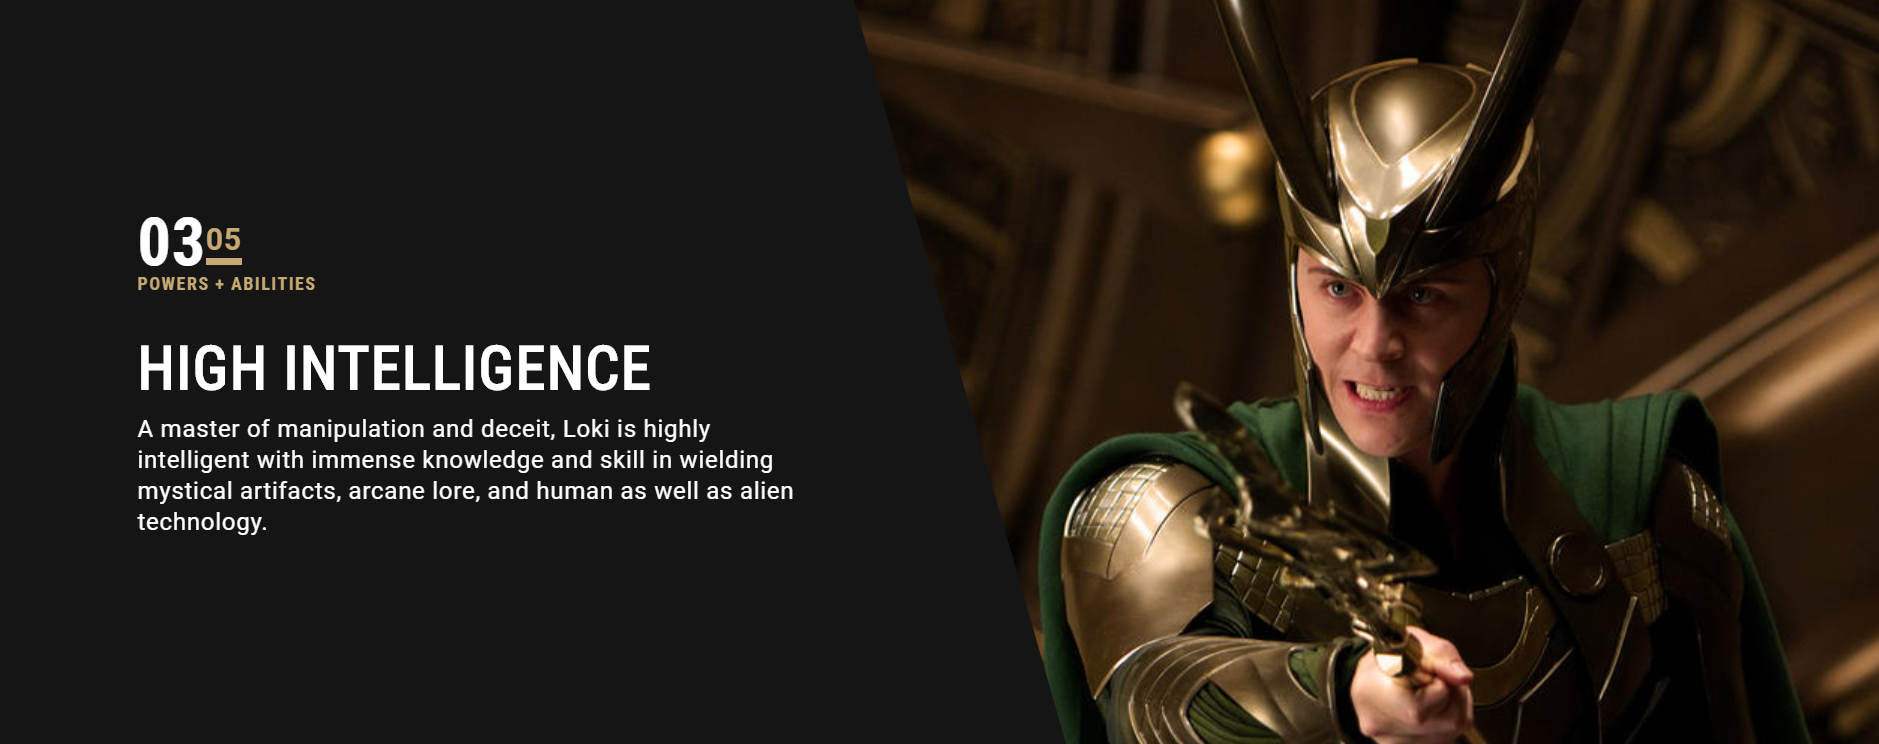 03 05
POWERS + ABILITIES
HIGH INTELLIGENCE
A master of manipulation and deceit, Loki is highly
intelligent with immense knowledge and skill in wielding
mystical artifacts, arcane lore, and human as well as alien
technology.